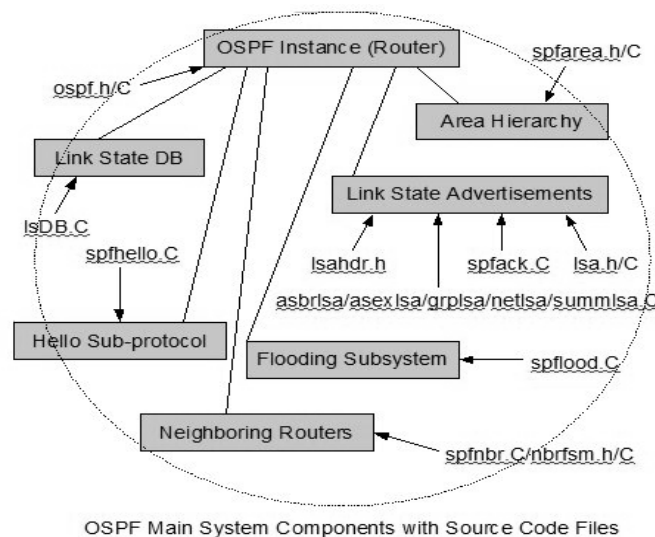 OSPF Instance (Router)
spfarea.h/C
ospf.h/C
Area Hierarchy
Link State DB
Link State Advertisements
lsDB.C
spfhello.C
lsahdr.h
spfack.C
lsa.h/C
asbrlsa/asexlsa/grplsa/netlsa/summlsa.C
Hello Sub-protocol
Flooding Subsystem
spflood.C
Neighboring Routers
spfnbr.C/nbrfsm.h/C
OSPF Main System Components with Source Code Files